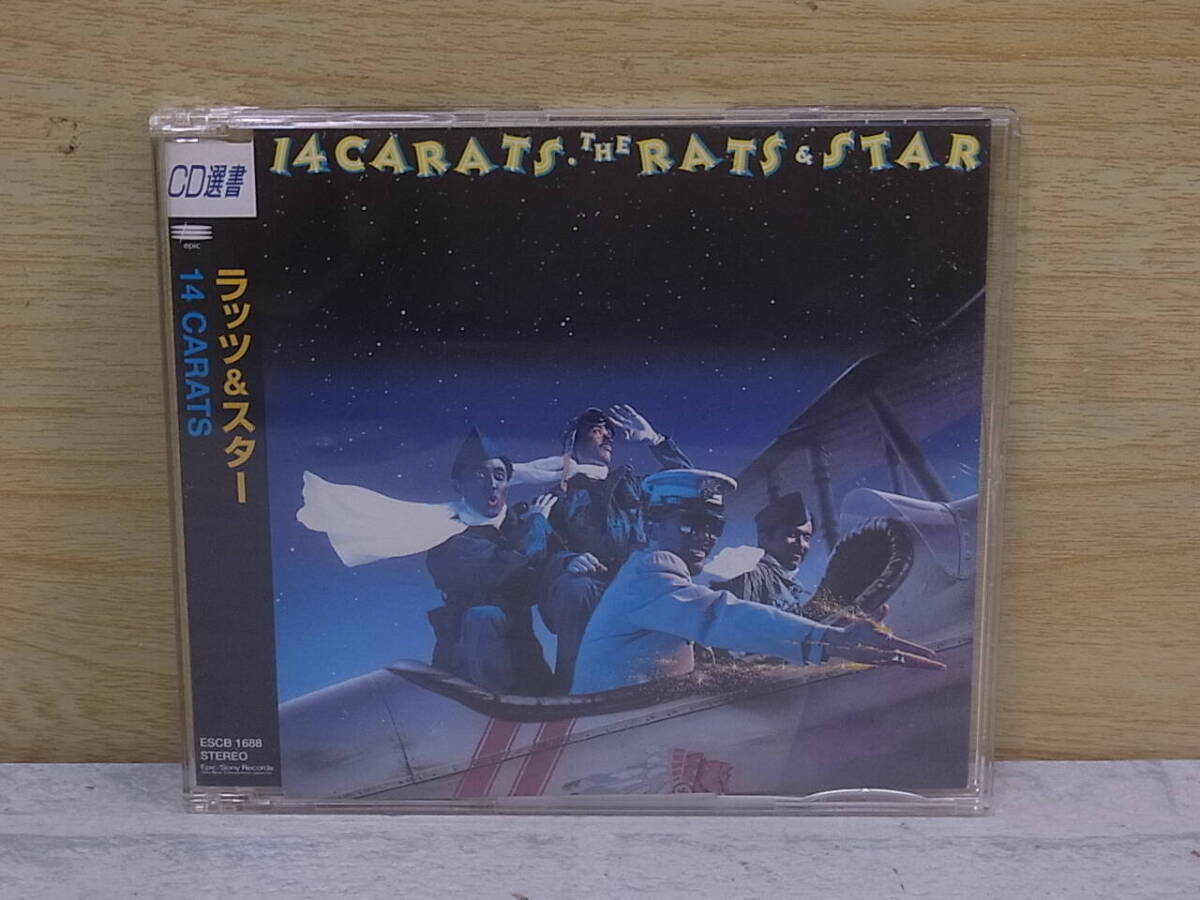 14 CARATS. THE RATS & STAR
CD選書
epic
ラッツ&スター
14 CARATS
ESCB 1688
STEREO
Epic/Sony Records